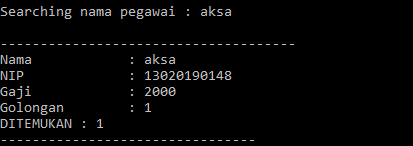 Searching nama pegawai : aksa
-------------------------------------
Nama         : aksa
NIP          : 13020190148
Gaji         : 2000
Golongan     : 1
DITEMUKAN : 1
--------------------------------